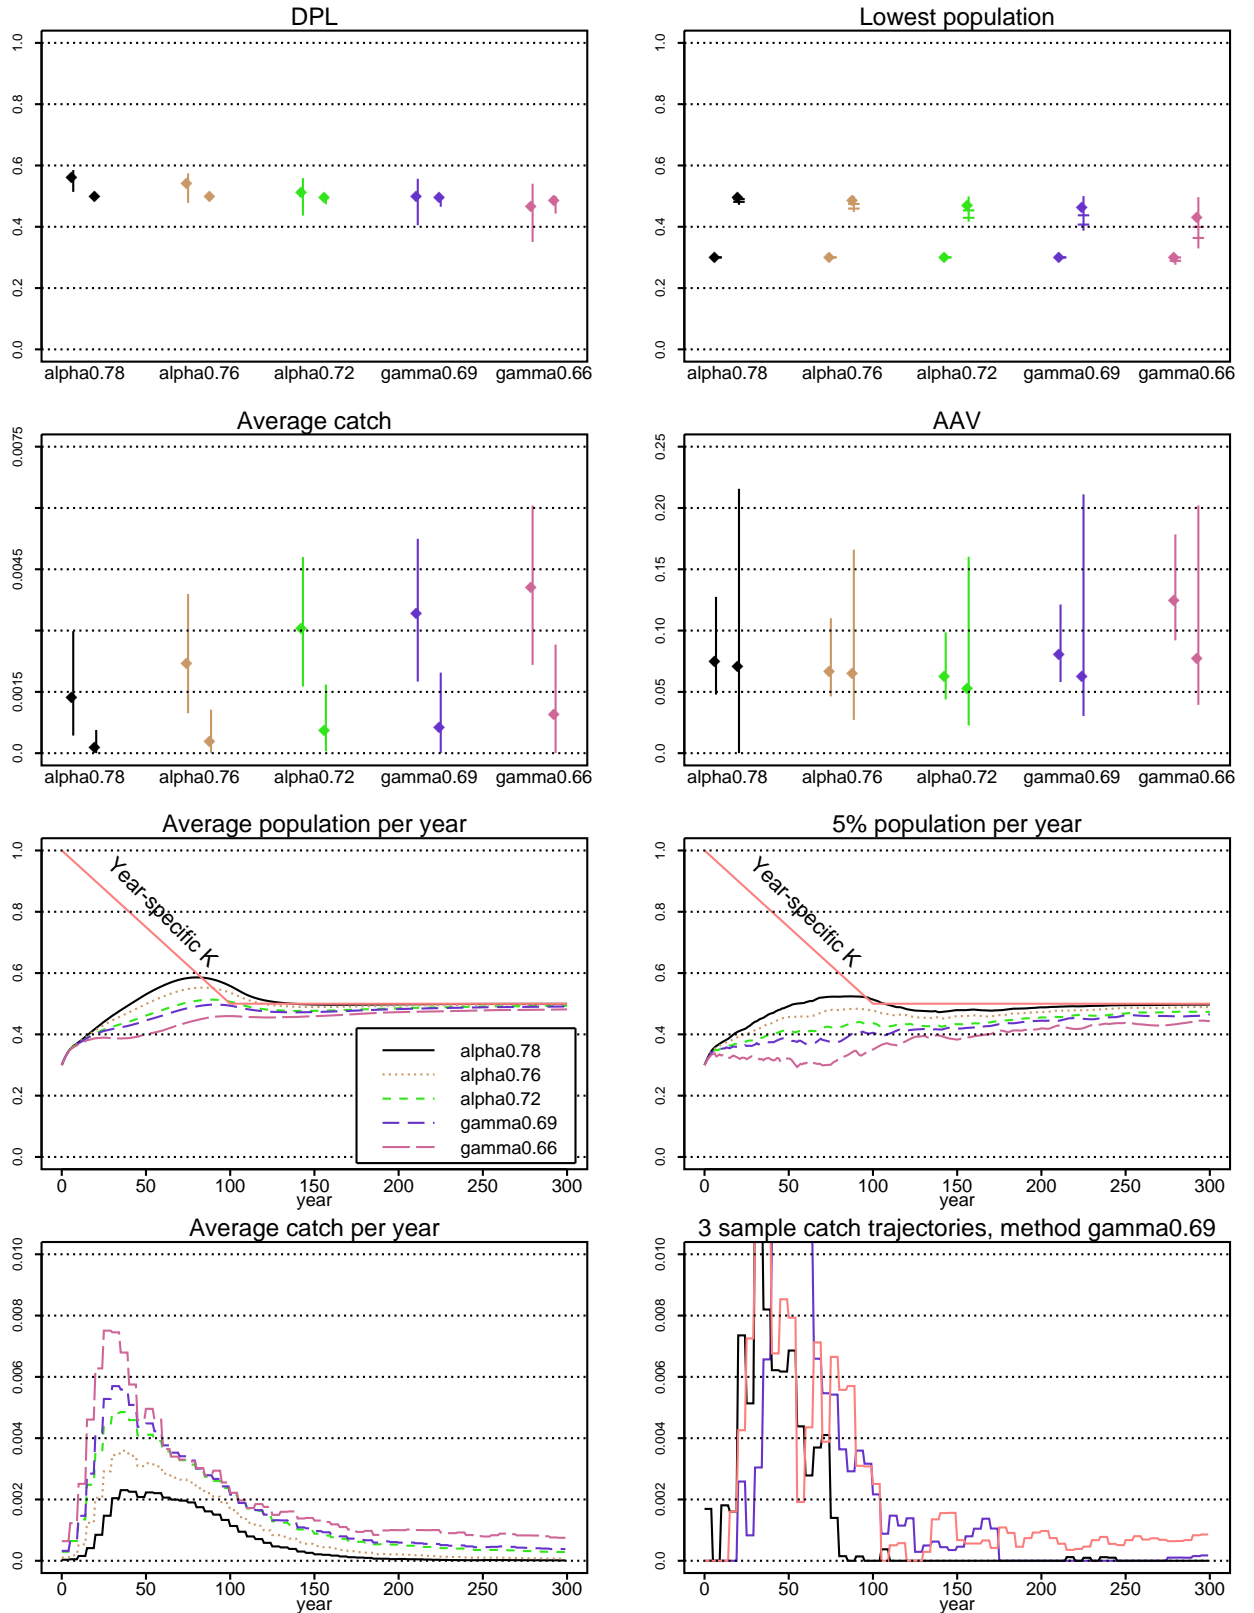 DPL
1.0
0.8
0.6
0.4
0.2
0.0
alpha0.78 alpha0.76 alpha0.72 gamma0.69 gamma0.66
Lowest population
1.0
0.8
0.6
0.4
0.2
0.0
alpha0.78 alpha0.76 alpha0.72 gamma0.69 gamma0.66
Average catch
0.0075
0.0045
0.0015
0.0
alpha0.78 alpha0.76 alpha0.72 gamma0.69 gamma0.66
AAV
0.25
0.20
0.15
0.10
0.05
0.0
alpha0.78 alpha0.76 alpha0.72 gamma0.69 gamma0.66
Average population per year
1.0
0.8
0.6
0.4
0.2
0.0
Year-specific K
alpha0.78
alpha0.76
alpha0.72
gamma0.69
gamma0.66
0 50 100 150 200 250 300
year
5% population per year
1.0
0.8
0.6
0.4
0.2
0.0
Year-specific K
0 50 100 150 200 250 300
year
Average catch per year
0.010
0.008
0.006
0.004
0.002
0.0
0 50 100 150 200 250 300
year
3 sample catch trajectories, method gamma0.69
0.010
0.008
0.006
0.004
0.002
0.0
0 50 100 150 200 250 300
year